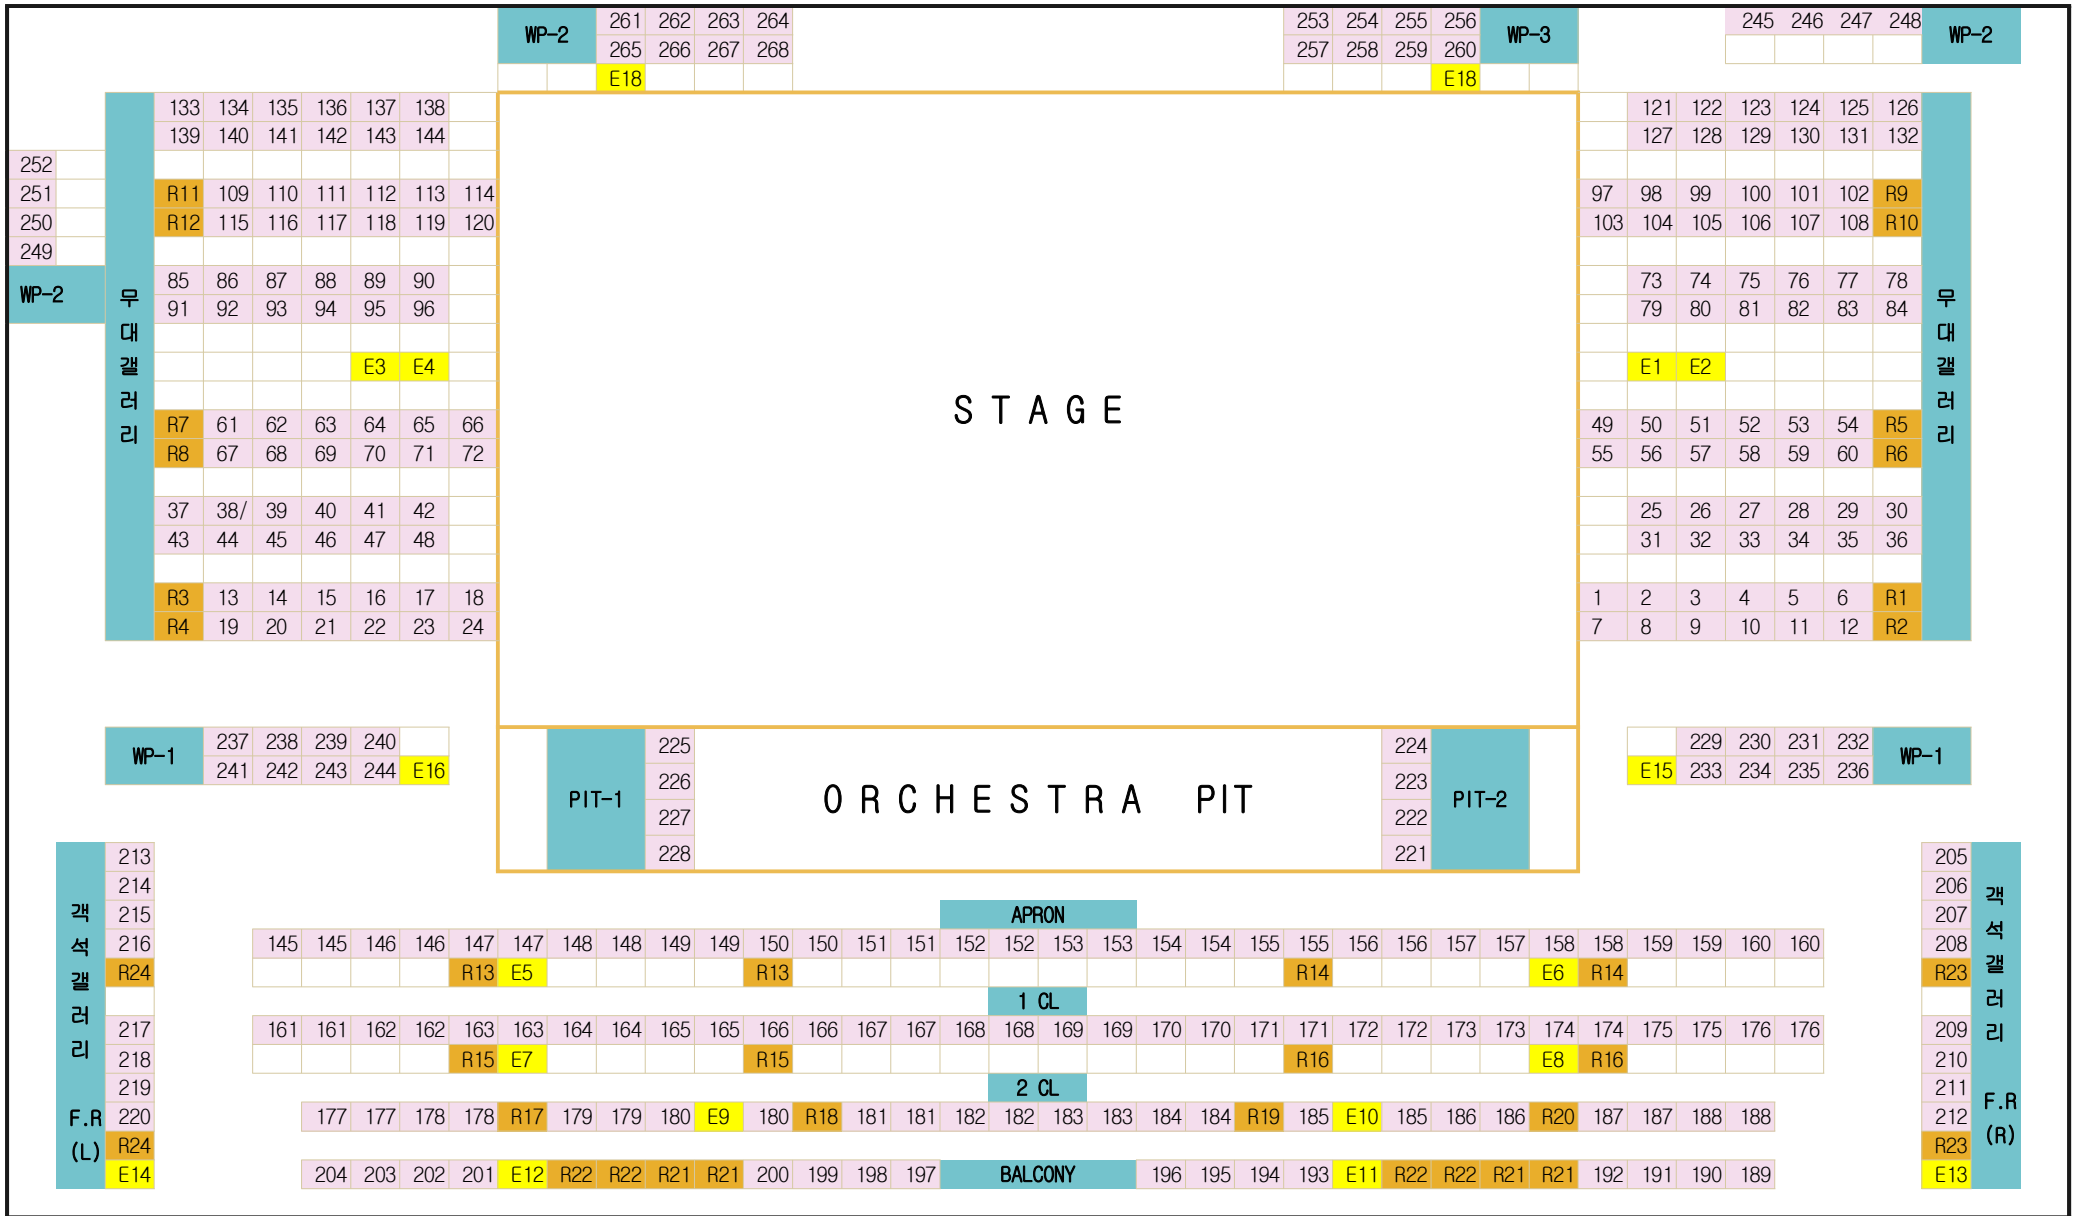 WP-2 261 262 263 264 253 254 255 256 WP-3 245 246 247 248 WP-2
265 266 267 268 257 258 259 260
E18 E18
133 134 135 136 137 138 121 122 123 124 125 126
139 140 141 142 143 144 127 128 129 130 131 132
252
251 R11 109 110 111 112 113 114 97 98 99 100 101 102 R9
250 R12 115 116 117 118 119 120 103 104 105 106 107 108 R10
249
WP-2
85 86 87 88 89 90 73 74 75 76 77 78
91 92 93 94 95 96 79 80 81 82 83 84
무대갤러리
무대갤러리
E3 E4 E1 E2
STAGE
R7 61 62 63 64 65 66 49 50 51 52 53 54 R5
R8 67 68 69 70 71 72 55 56 57 58 59 60 R6
37 38/ 39 40 41 42 25 26 27 28 29 30
43 44 45 46 47 48 31 32 33 34 35 36
R3 13 14 15 16 17 18 1 2 3 4 5 6 R1
R4 19 20 21 22 23 24 7 8 9 10 11 12 R2
WP-1 237 238 239 240 229 230 231 232 WP-1
241 242 243 244 E16 E15 233 234 235 236
PIT-1
225
226
227
228
ORCHESTRA PIT
224
223
222
221
PIT-2
객석갤러리 F.R (L)
213
214
215
216
R24
217
218
219
220
R24
E14
205
206
207
208
R23
209
210
211
212
R23
E13
객석갤러리 F.R (R)
APRON
145 145 146 146 147 147 148 148 149 149 150 150 151 151 152 152 153 153 154 154 155 155 156 156 157 157 158 158 159 159 160 160
R13 E5 R13 R14 E6 R14
1 CL
161 161 162 162 163 163 164 164 165 165 166 166 167 167 168 168 169 169 170 170 171 171 172 172 173 173 174 174 175 175 176 176
R15 E7 R15 R16 E8 R16
2 CL
177 177 178 178 R17 179 179 180 E9 180 R18 181 181 182 182 183 183 184 184 R19 185 E10 185 186 186 R20 187 187 188 188
204 203 202 201 E12 R22 R22 R21 R21 200 199 198 197 BALCONY 196 195 194 193 E11 R22 R22 R21 R21 192 191 190 189